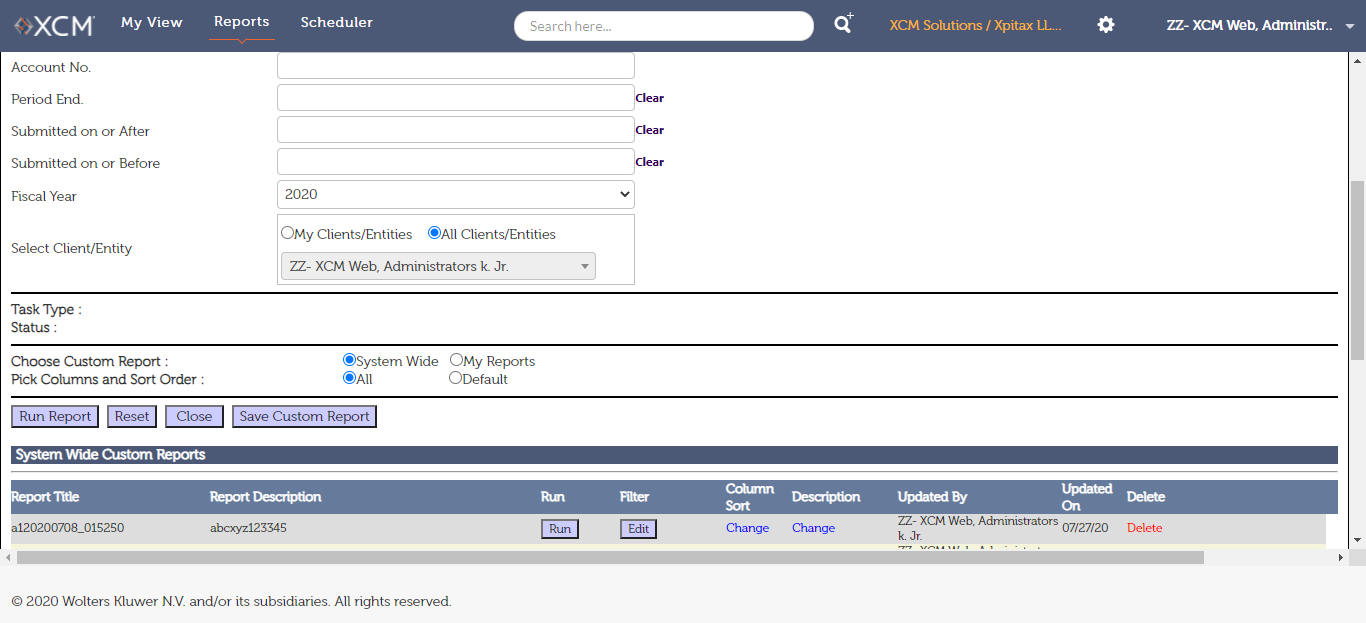 XCM My View Reports Scheduler Search here... XCM Solutions / Xpitax LL... ZZ- XCM Web, Administr..
Account No.
Period End. Clear
Submitted on or After Clear
Submitted on or Before Clear
Fiscal Year 2020
My Clients/Entities All Clients/Entities
Select Client/Entity
ZZ- XCM Web, Administrators k. Jr.
Task Type :
Status :
Choose Custom Report : System Wide My Reports
Pick Columns and Sort Order : All Default
Run Report Reset Close Save Custom Report
System Wide Custom Reports
Report Title Report Description Run Filter Column Sort Description Updated By Updated On Delete
a120200708_015250 abcxyz123345 Run Edit Change Change ZZ- XCM Web, Administrators k. Jr. 07/27/20 Delete
© 2020 Wolters Kluwer N.V. and/or its subsidiaries. All rights reserved.